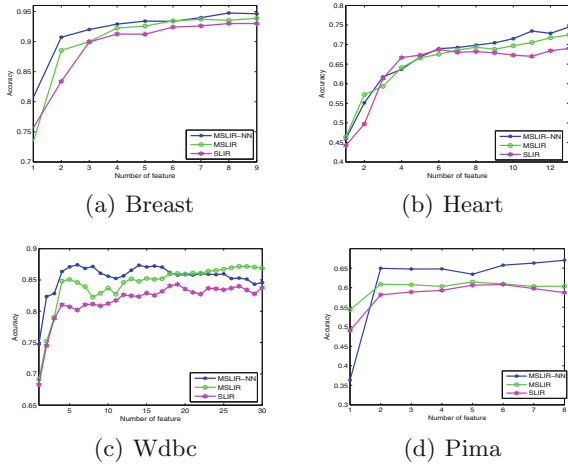 0.95
0.9
0.85
0.8
0.75
0.7
Accuracy
1 2 3 4 5 6 7 8 9
Number of feature
MSLIR-NN
MSLIR
SLIR
(a) Breast
0.8
0.75
0.7
0.65
0.6
0.55
0.5
0.45
0.4
Accuracy
2 4 6 8 10 12
Number of feature
MSLIR-NN
MSLIR
SLIR
(b) Heart
0.9
0.85
0.8
0.75
0.7
0.65
Accuracy
5 10 15 20 25 30
Number of feature
MSLIR-NN
MSLIR
SLIR
(c) Wdbc
0.65
0.6
0.55
0.5
0.45
0.4
0.35
0.3
Accuracy
1 2 3 4 5 6 7 8
Number of feature
MSLIR-NN
MSLIR
SLIR
(d) Pima